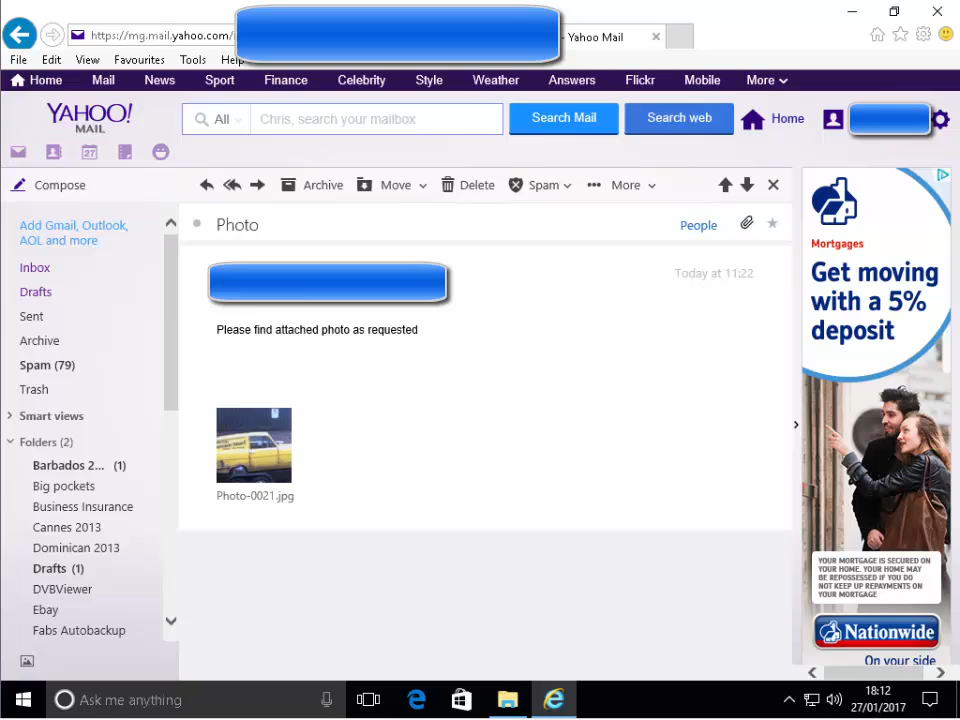 https://mg.mail.yahoo.com/
- Yahoo Mail
File Edit View Favourites Tools Help
Home Mail News Sport Finance Celebrity Style Weather Answers Flickr Mobile More
YAHOO!
MAIL
All Chris, search your mailbox Search Mail Search web Home
27
Compose Archive Move Delete Spam More
Add Gmail, Outlook,
AOL and more
Inbox
Drafts
Sent
Archive
Spam (79)
Trash
Smart views
Folders (2)
Barbados 2... (1)
Big pockets
Business Insurance
Cannes 2013
Dominican 2013
Drafts (1)
DVBViewer
Ebay
Fabs Autobackup
Photo People
Today at 11:22
Please find attached photo as requested
Photo-0021.jpg
Mortgages
Get moving
with a 5%
deposit
YOUR MORTGAGE IS SECURED ON
YOUR HOME. YOUR HOME MAY
BE REPOSSESSED IF YOU DO
NOT KEEP UP REPAYMENTS ON
YOUR MORTGAGE
Nationwide
On your side
Ask me anything
18:12
27/01/2017